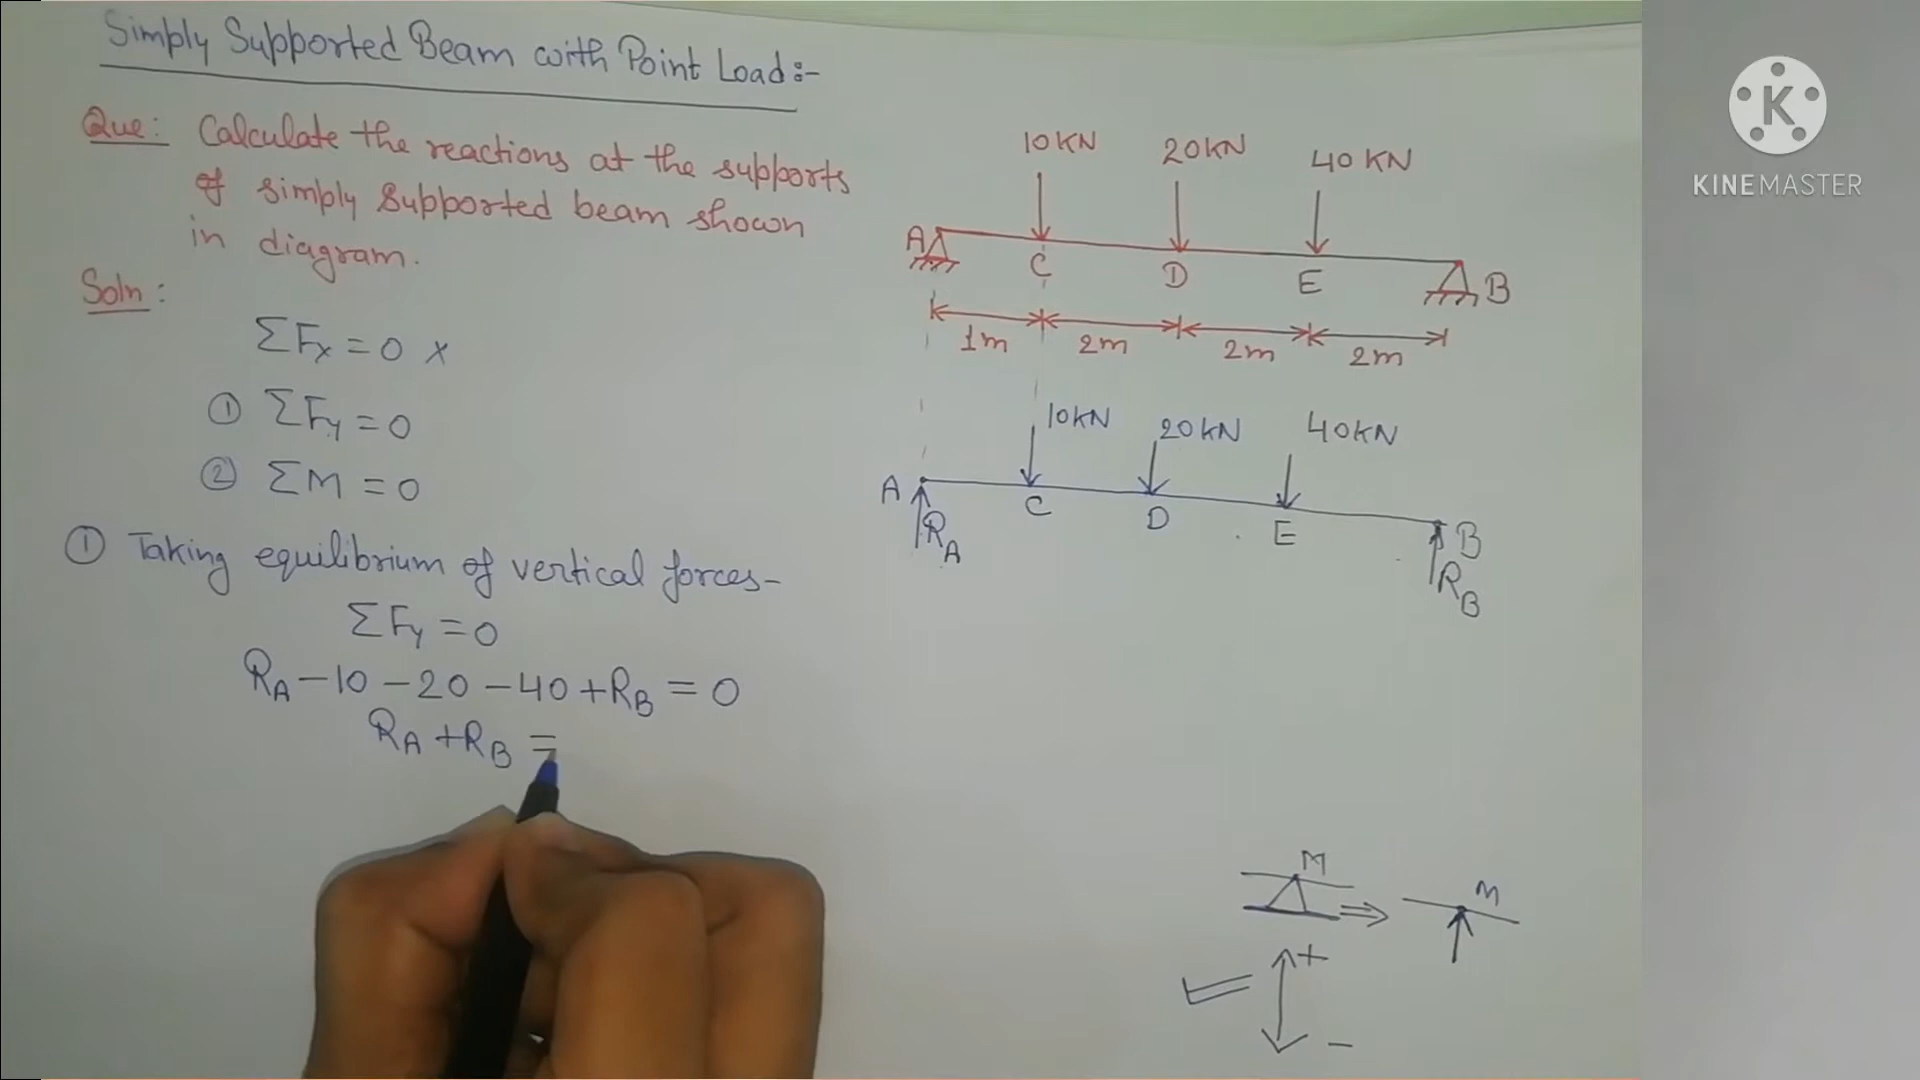 Simply Supported Beam with Point Load:-
Que: Calculate the reactions at the supports
of simply supported beam shown
in diagram.
Soln:
ΣFx = 0 ×
① ΣFy = 0
② ΣM = 0
① Taking equilibrium of vertical forces-
ΣFy = 0
RA - 10 - 20 - 40 + RB = 0
RA + RB =
10KN 20KN 40KN
A C D E B
1m 2m 2m 2m
10KN 20KN 40KN
A C D E B
RA RB
M M
+
-
K
KINEMASTER